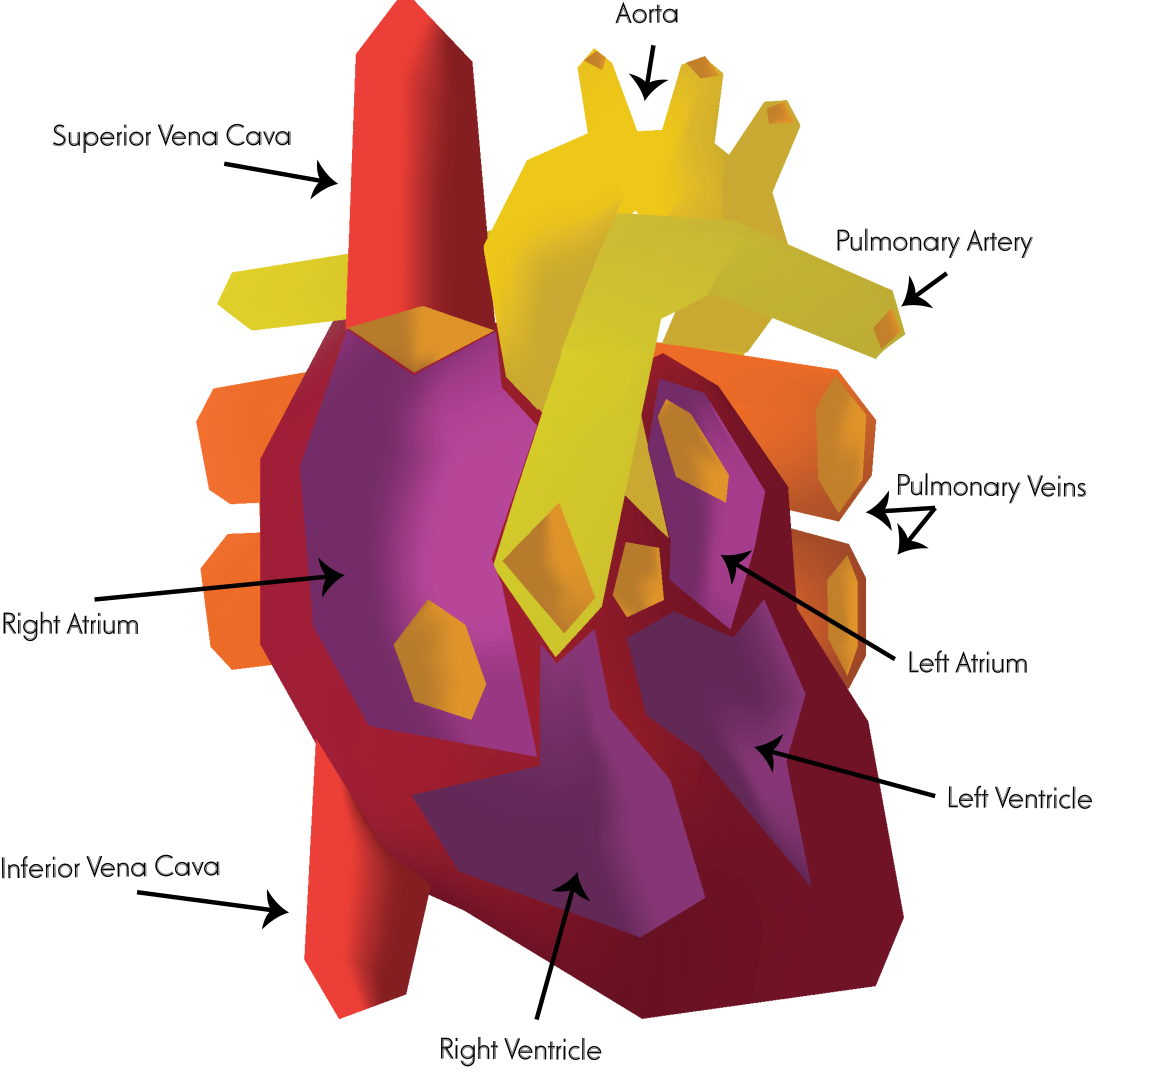 Aorta
Superior Vena Cava
Pulmonary Artery
Pulmonary Veins
Right Atrium
Left Atrium
Left Ventricle
Inferior Vena Cava
Right Ventricle